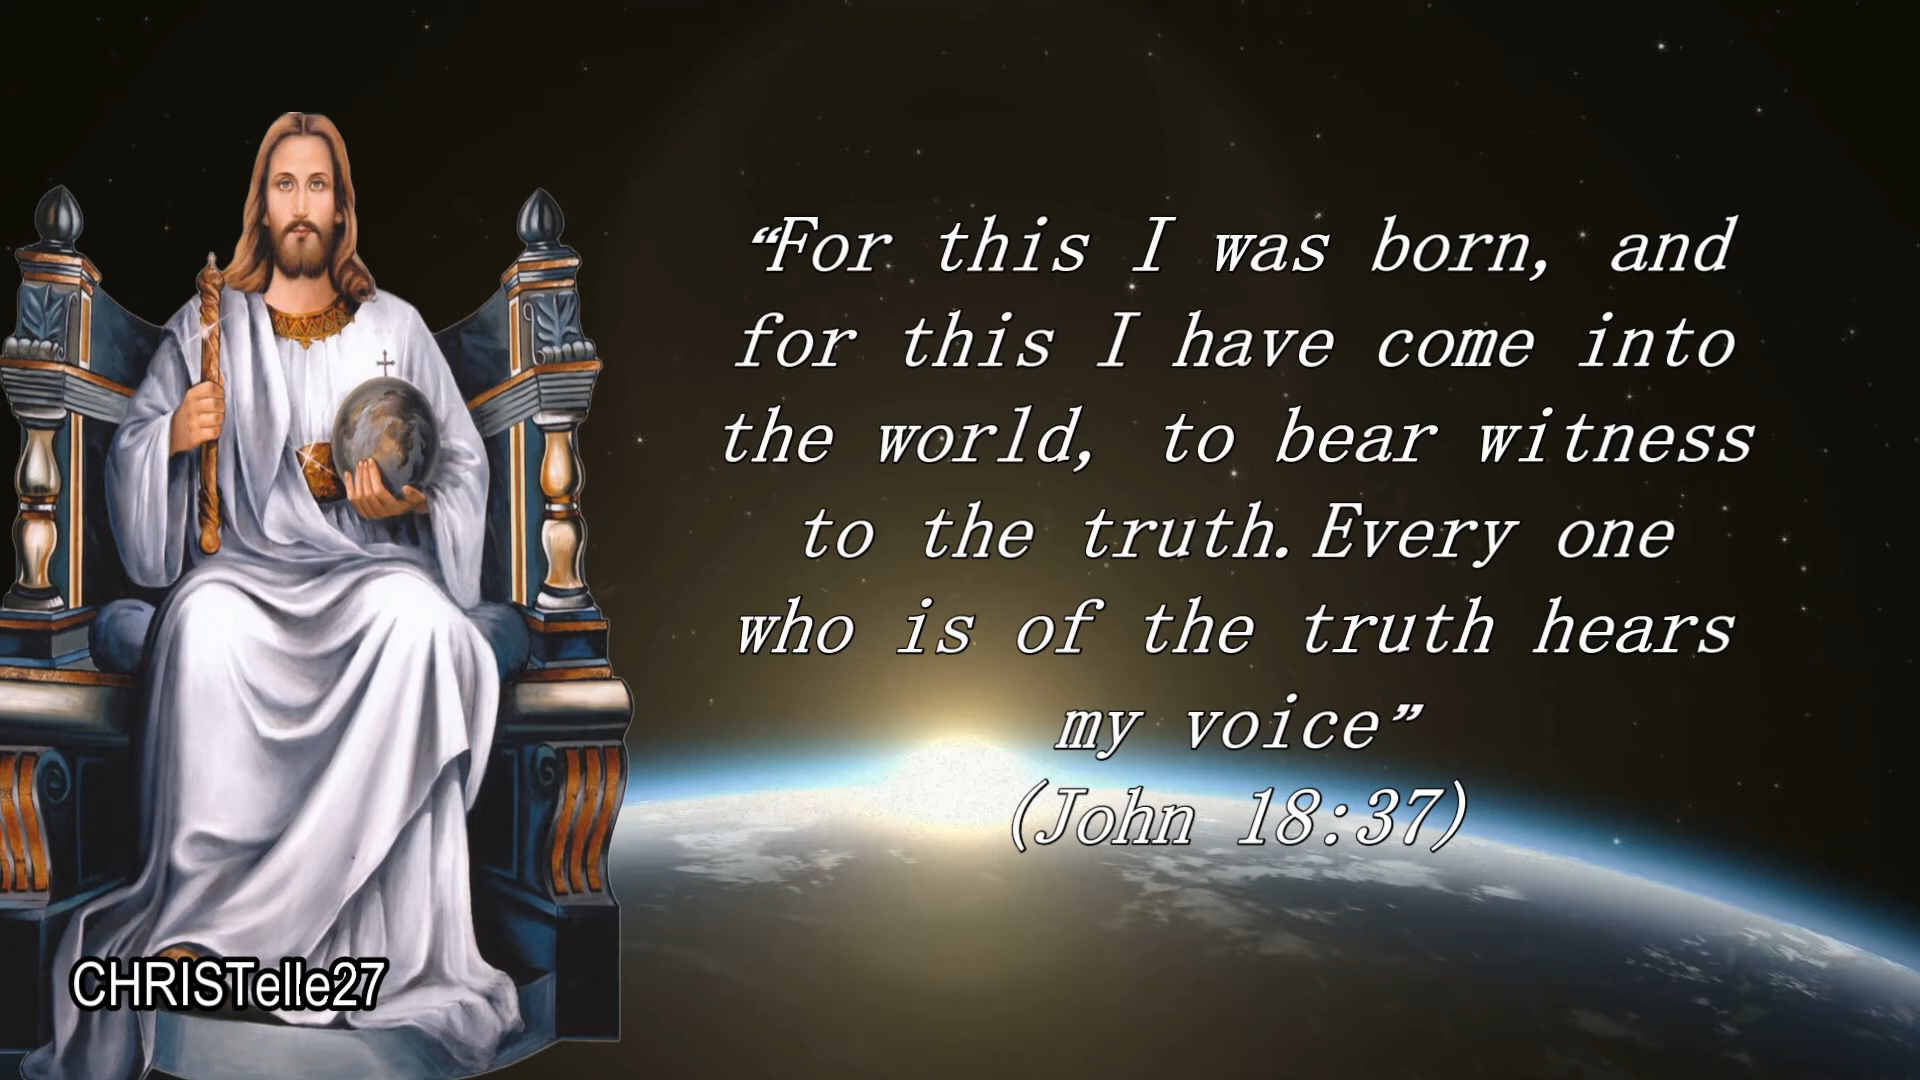 “For this I was born, and
for this I have come into
the world, to bear witness
to the truth.Every one
who is of the truth hears
my voice”
(John 18:37)
CHRISTelle27